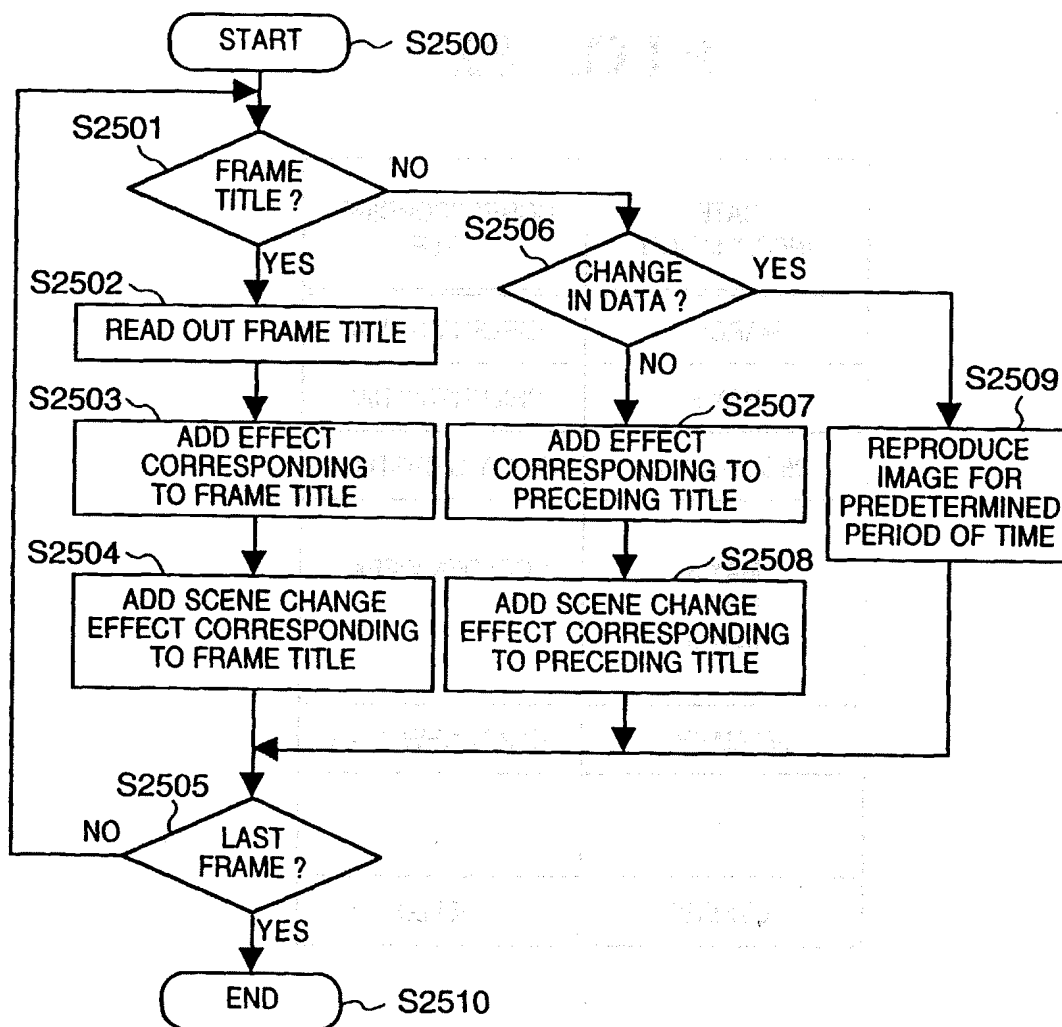 START
S2500
S2501
FRAME
TITLE ?
NO
YES
S2506
CHANGE
IN DATA ?
YES
NO
S2502
READ OUT FRAME TITLE
S2503
ADD EFFECT
CORRESPONDING
TO FRAME TITLE
S2507
ADD EFFECT
CORRESPONDING TO
PRECEDING TITLE
S2509
REPRODUCE
IMAGE FOR
PREDETERMINED
PERIOD OF TIME
S2504
ADD SCENE CHANGE
EFFECT CORRESPONDING
TO FRAME TITLE
S2508
ADD SCENE CHANGE
EFFECT CORRESPONDING
TO PRECEDING TITLE
S2505
NO
LAST
FRAME ?
YES
END
S2510